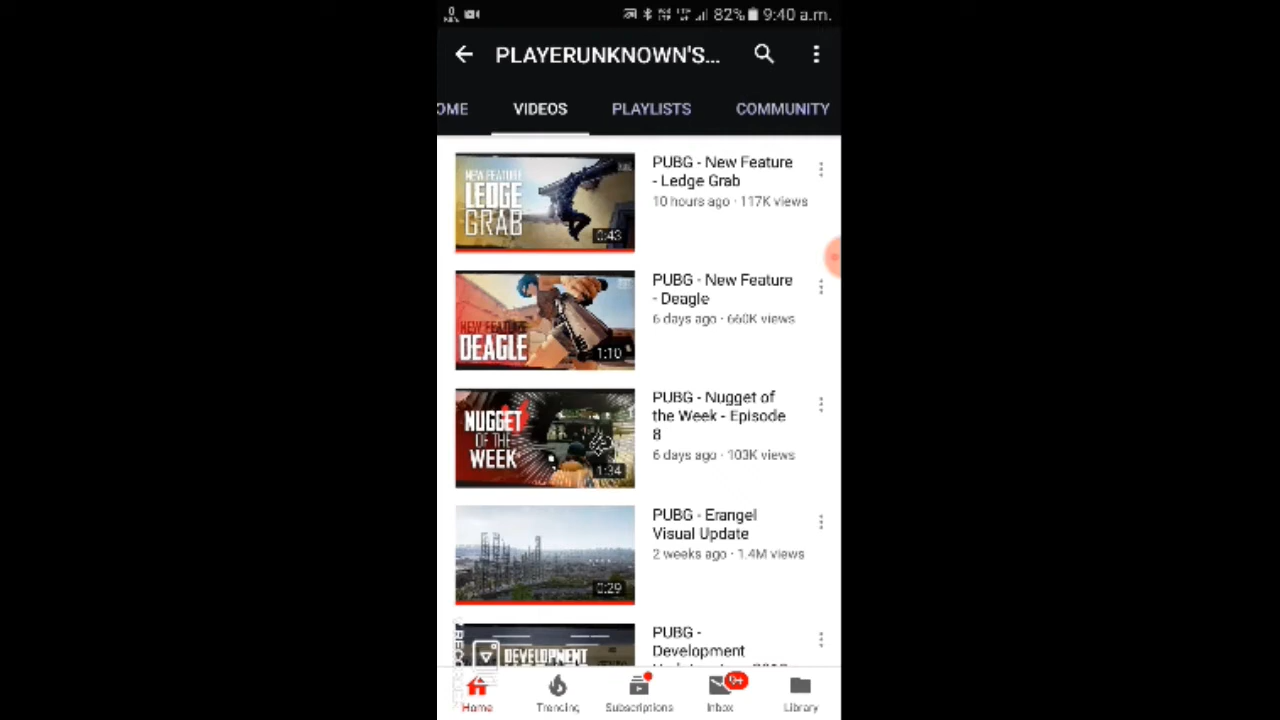 82% 9:40 a.m.
PLAYERUNKNOWN'S...
OME VIDEOS PLAYLISTS COMMUNITY
NEW FEATURE
LEDGE
GRAB
0:43
PUBG - New Feature
- Ledge Grab
10 hours ago · 117K views
NEW FEATURE
DEAGLE
1:10
PUBG - New Feature
- Deagle
6 days ago · 660K views
NUGGET
OF THE
WEEK
1:34
PUBG - Nugget of
the Week - Episode
8
6 days ago · 103K views
0:29
PUBG - Erangel
Visual Update
2 weeks ago · 1.4M views
DEVELOPMENT
PUBG -
Development
Home Trending Subscriptions Inbox 9+ Library